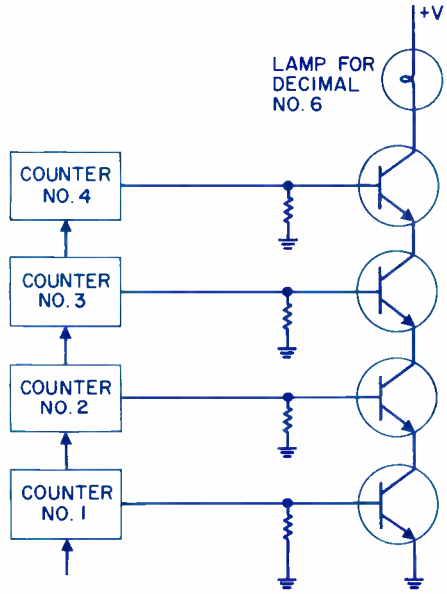 +V
LAMP FOR
DECIMAL
NO. 6
COUNTER
NO. 4
COUNTER
NO. 3
COUNTER
NO. 2
COUNTER
NO. 1